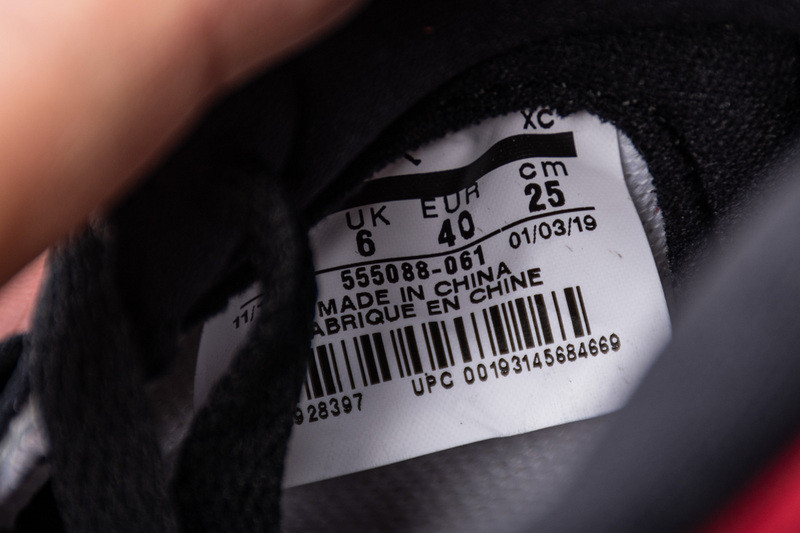 XC
UK EUR cm
6 40 25
01/03/19
555088-061
MADE IN CHINA
FABRIQUE EN CHINE
928397 UPC 00193145684669